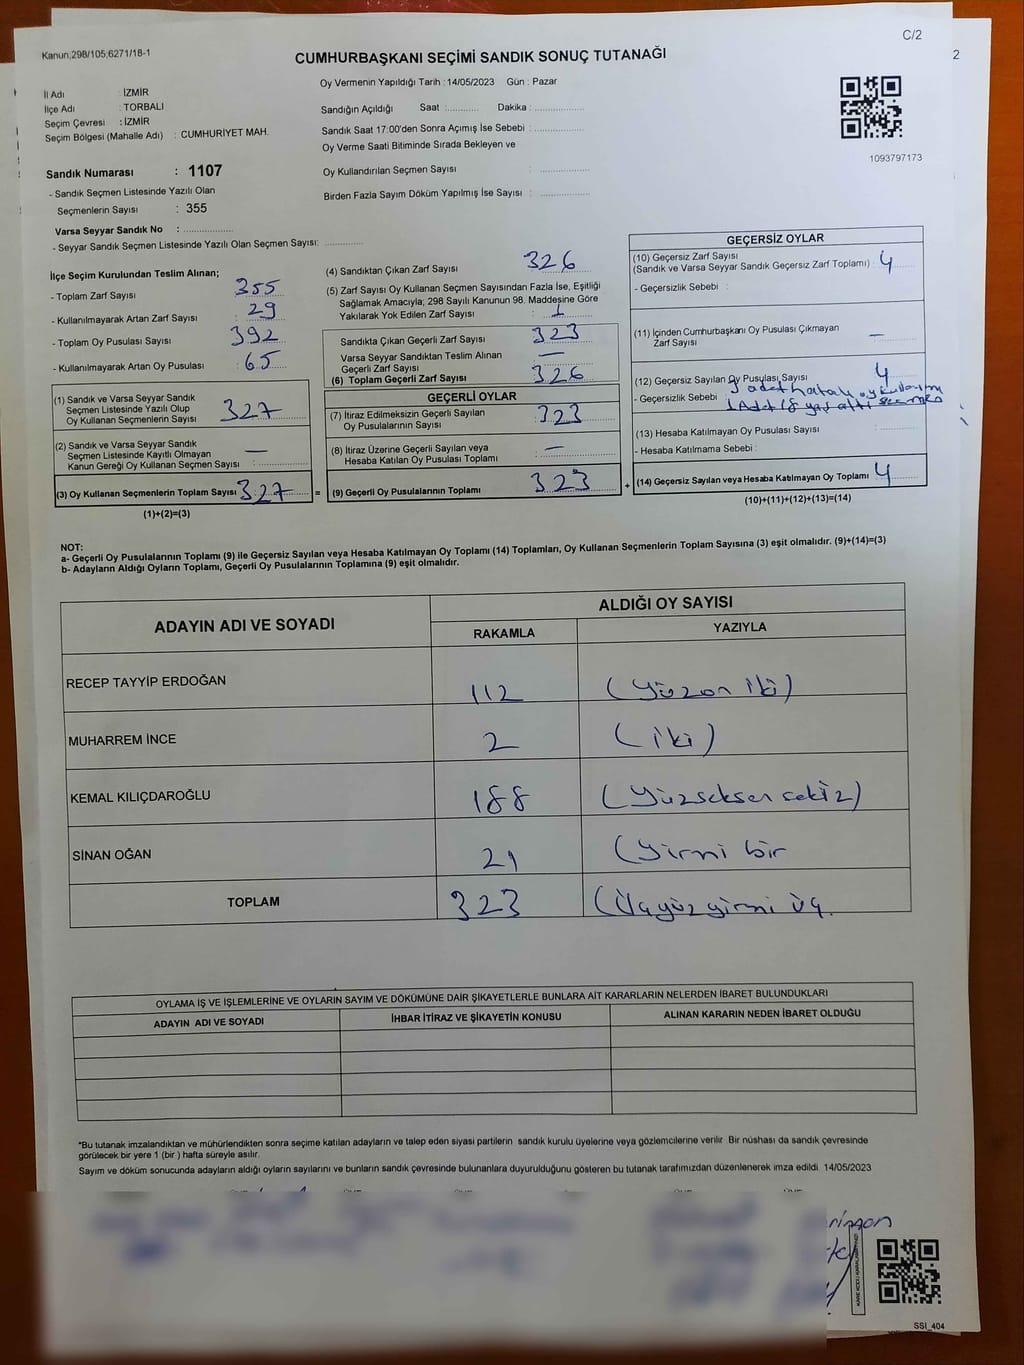 C/2
2
Kanun;298/105;6271/18-1
CUMHURBAŞKANI SEÇİMİ SANDIK SONUÇ TUTANAĞI
Oy Vermenin Yapıldığı Tarih : 14/05/2023 Gün : Pazar
İl Adı : İZMİR
İlçe Adı : TORBALI
Seçim Çevresi : İZMİR
Seçim Bölgesi (Mahalle Adı) : CUMHURİYET MAH.
Sandığın Açıldığı Saat :........... Dakika :................
Sandık Saat 17:00'den Sonra Açımış İse Sebebi :................
Oy Verme Saati Bitiminde Sırada Bekleyen ve
Oy Kullandırılan Seçmen Sayısı :................
Birden Fazla Sayım Döküm Yapılmış İse Sayısı :................
1093797173
Sandık Numarası : 1107
- Sandık Seçmen Listesinde Yazılı Olan
Seçmenlerin Sayısı : 355
Varsa Seyyar Sandık No : ................
- Seyyar Sandık Seçmen Listesinde Yazılı Olan Seçmen Sayısı: ............
İlçe Seçim Kurulundan Teslim Alınan;
- Toplam Zarf Sayısı : 355
- Kullanılmayarak Artan Zarf Sayısı : 29
- Toplam Oy Pusulası Sayısı : 392
- Kullanılmayarak Artan Oy Pusulası : 65
(1) Sandık ve Varsa Seyyar Sandık
Seçmen Listesinde Yazılı Olup
Oy Kullanan Seçmenlerin Sayısı : 327
(2) Sandık ve Varsa Seyyar Sandık
Seçmen Listesinde Kayıtlı Olmayan
Kanun Gereği Oy Kullanan Seçmen Sayısı : —
(3) Oy Kullanan Seçmenlerin Toplam Sayısı : 327 =
(1)+(2)=(3)
(4) Sandıktan Çıkan Zarf Sayısı : 326
(5) Zarf Sayısı Oy Kullanan Seçmen Sayısından Fazla İse, Eşitliği
Sağlamak Amacıyla; 298 Sayılı Kanunun 98. Maddesine Göre
Yakılarak Yok Edilen Zarf Sayısı : 1
Sandıkta Çıkan Geçerli Zarf Sayısı : 323
Varsa Seyyar Sandıktan Teslim Alınan
Geçerli Zarf Sayısı : —
(6) Toplam Geçerli Zarf Sayısı : 326
GEÇERLİ OYLAR
(7) İtiraz Edilmeksizin Geçerli Sayılan
Oy Pusulalarının Sayısı : 323
(8) İtiraz Üzerine Geçerli Sayılan veya
Hesaba Katılan Oy Pusulası Toplamı : —
(9) Geçerli Oy Pusulalarının Toplamı : 323 +
GEÇERSİZ OYLAR
(10) Geçersiz Zarf Sayısı
(Sandık ve Varsa Seyyar Sandık Geçersiz Zarf Toplamı) : 4
- Geçersizlik Sebebi :
(11) İçinden Cumhurbaşkanı Oy Pusulası Çıkmayan
Zarf Sayısı : —
(12) Geçersiz Sayılan Oy Pusulası Sayısı : 4
- Geçersizlik Sebebi : 3 adet hatalı oy kullanımı
1 Adet 18 yaş altı seçmen
(13) Hesaba Katılmayan Oy Pusulası Sayısı :
- Hesaba Katılmama Sebebi :
(14) Geçersiz Sayılan veya Hesaba Katılmayan Oy Toplamı : 4
(10)+(11)+(12)+(13)=(14)
NOT:
a- Geçerli Oy Pusulalarının Toplamı (9) ile Geçersiz Sayılan veya Hesaba Katılmayan Oy Toplamı (14) Toplamları, Oy Kullanan Seçmenlerin Toplam Sayısına (3) eşit olmalıdır. (9)+(14)=(3)
b- Adayların Aldığı Oyların Toplamı, Geçerli Oy Pusulalarının Toplamına (9) eşit olmalıdır.
ADAYIN ADI VE SOYADI ALDIĞI OY SAYISI
RAKAMLA YAZIYLA
RECEP TAYYİP ERDOĞAN 112 (yüzon iki)
MUHARREM İNCE 2 (iki)
KEMAL KILIÇDAROĞLU 188 (yüzseksen sekiz)
SİNAN OĞAN 21 (yirmi bir
TOPLAM 323 (Üçyüz yirmi üç.
OYLAMA İŞ VE İŞLEMLERİNE VE OYLARIN SAYIM VE DÖKÜMÜNE DAİR ŞİKAYETLERLE BUNLARA AİT KARARLARIN NELERDEN İBARET BULUNDUKLARI
ADAYIN ADI VE SOYADI İHBAR İTİRAZ VE ŞİKAYETİN KONUSU ALINAN KARARIN NEDEN İBARET OLDUĞU
*Bu tutanak imzalandıktan ve mühürlendikten sonra seçime katılan adayların ve talep eden siyasi partilerin sandık kurulu üyelerine veya gözlemcilerine verilir. Bir nüshası da sandık çevresinde
görülecek bir yere 1 (bir ) hafta süreyle asılır.
Sayım ve döküm sonucunda adayların aldığı oyların sayılarını ve bunların sandık çevresinde bulunanlara duyurulduğunu gösteren bu tutanak tarafımızdan düzenlenerek imza edildi. 14/05/2023
SSI_404